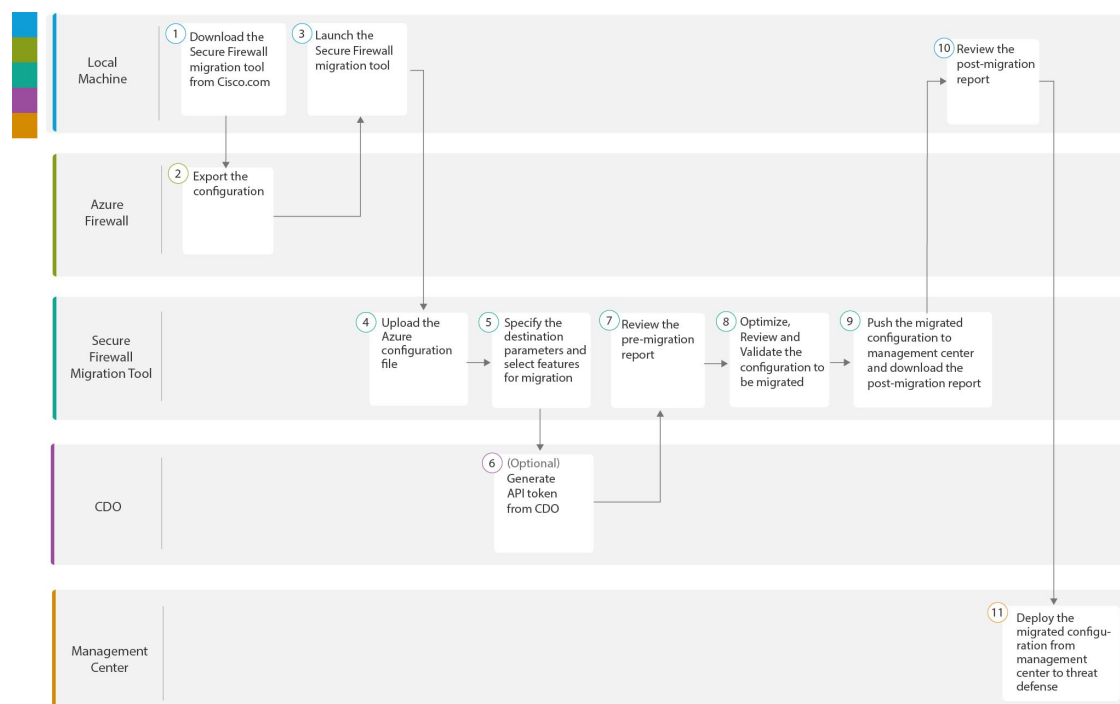 Local
Machine
1
Download the
Secure Firewall
migration tool
from Cisco.com
3
Launch the
Secure Firewall
migration tool
10
Review the
post-migration
report
Azure
Firewall
2
Export the
configuration
Secure
Firewall
Migration Tool
4
Upload the
Azure
configuration
file
5
Specify the
destination
parameters and
select features
for migration
7
Review the
pre-migration
report
8
Optimize,
Review and
Validate the
configuration to
be migrated
9
Push the migrated
configuration to
management center
and download the
post-migration report
CDO
6
(Optional)
Generate
API token
from CDO
Management
Center
11
Deploy the
migrated configu-
ration from
management
center to threat
defense